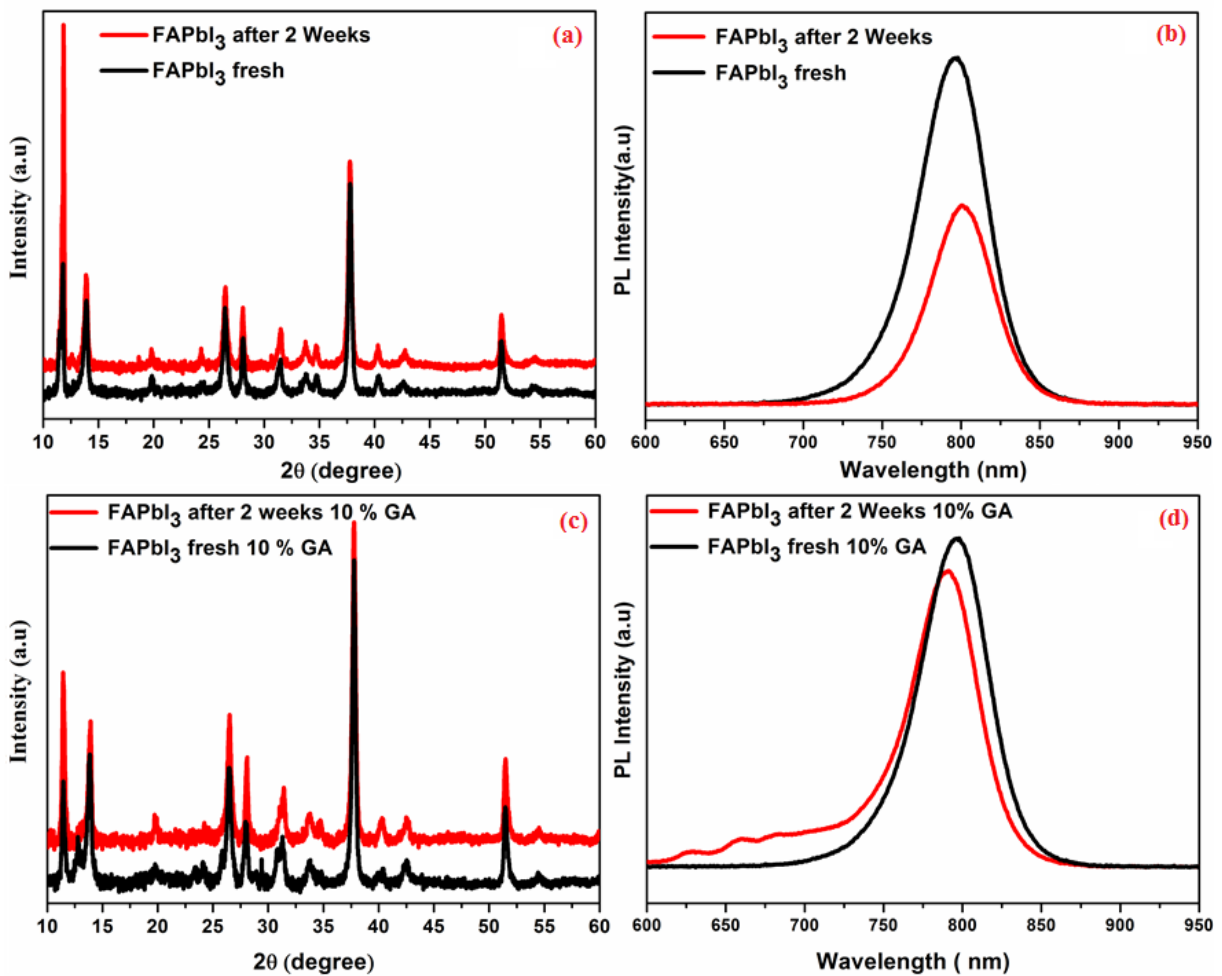 FAPbI3 after 2 Weeks
FAPbI3 fresh
(a)
Intensity (a.u)
10 15 20 25 30 35 40 45 50 55 60
2θ (degree)
FAPbI3 after 2 Weeks
FAPbI3 fresh
(b)
PL Intensity(a.u)
600 650 700 750 800 850 900 950
Wavelength (nm)
FAPbI3 after 2 weeks 10 % GA
FAPbI3 fresh 10 % GA
(c)
Intensity (a.u)
10 15 20 25 30 35 40 45 50 55 60
2θ (degree)
FAPbI3 after 2 Weeks 10% GA
FAPbI3 fresh 10% GA
(d)
PL Intensity (a.u)
600 650 700 750 800 850 900 950
Wavelength ( nm)